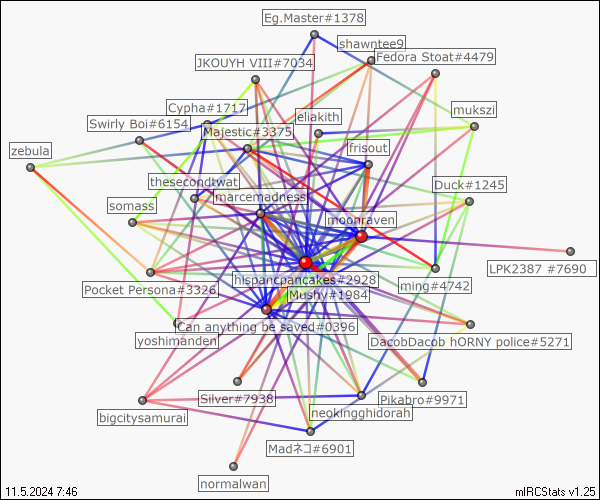 Eg.Master#1378
shawntee9
Fedora Stoat#4479
JKOUYH VIII#7034
Cypha#1717
mukszi
eliakith
Swirly Boi#6154
Majestic#3375
zebula
frisout
thesecondtwat
Duck#1245
marcemadness
somass
moonraven
LPK2387 #7690
hispancpancakes#2928
ming#4742
Pocket Persona#3326
Mushy#1984
Can anything be saved#0396
yoshimanden
DacobDacob hORNY police#5271
Silver#7938
Pikabro#9971
neokingghidorah
bigcitysamurai
Madネコ#6901
normalwan
11.5.2024 7:46
mIRCStats v1.25